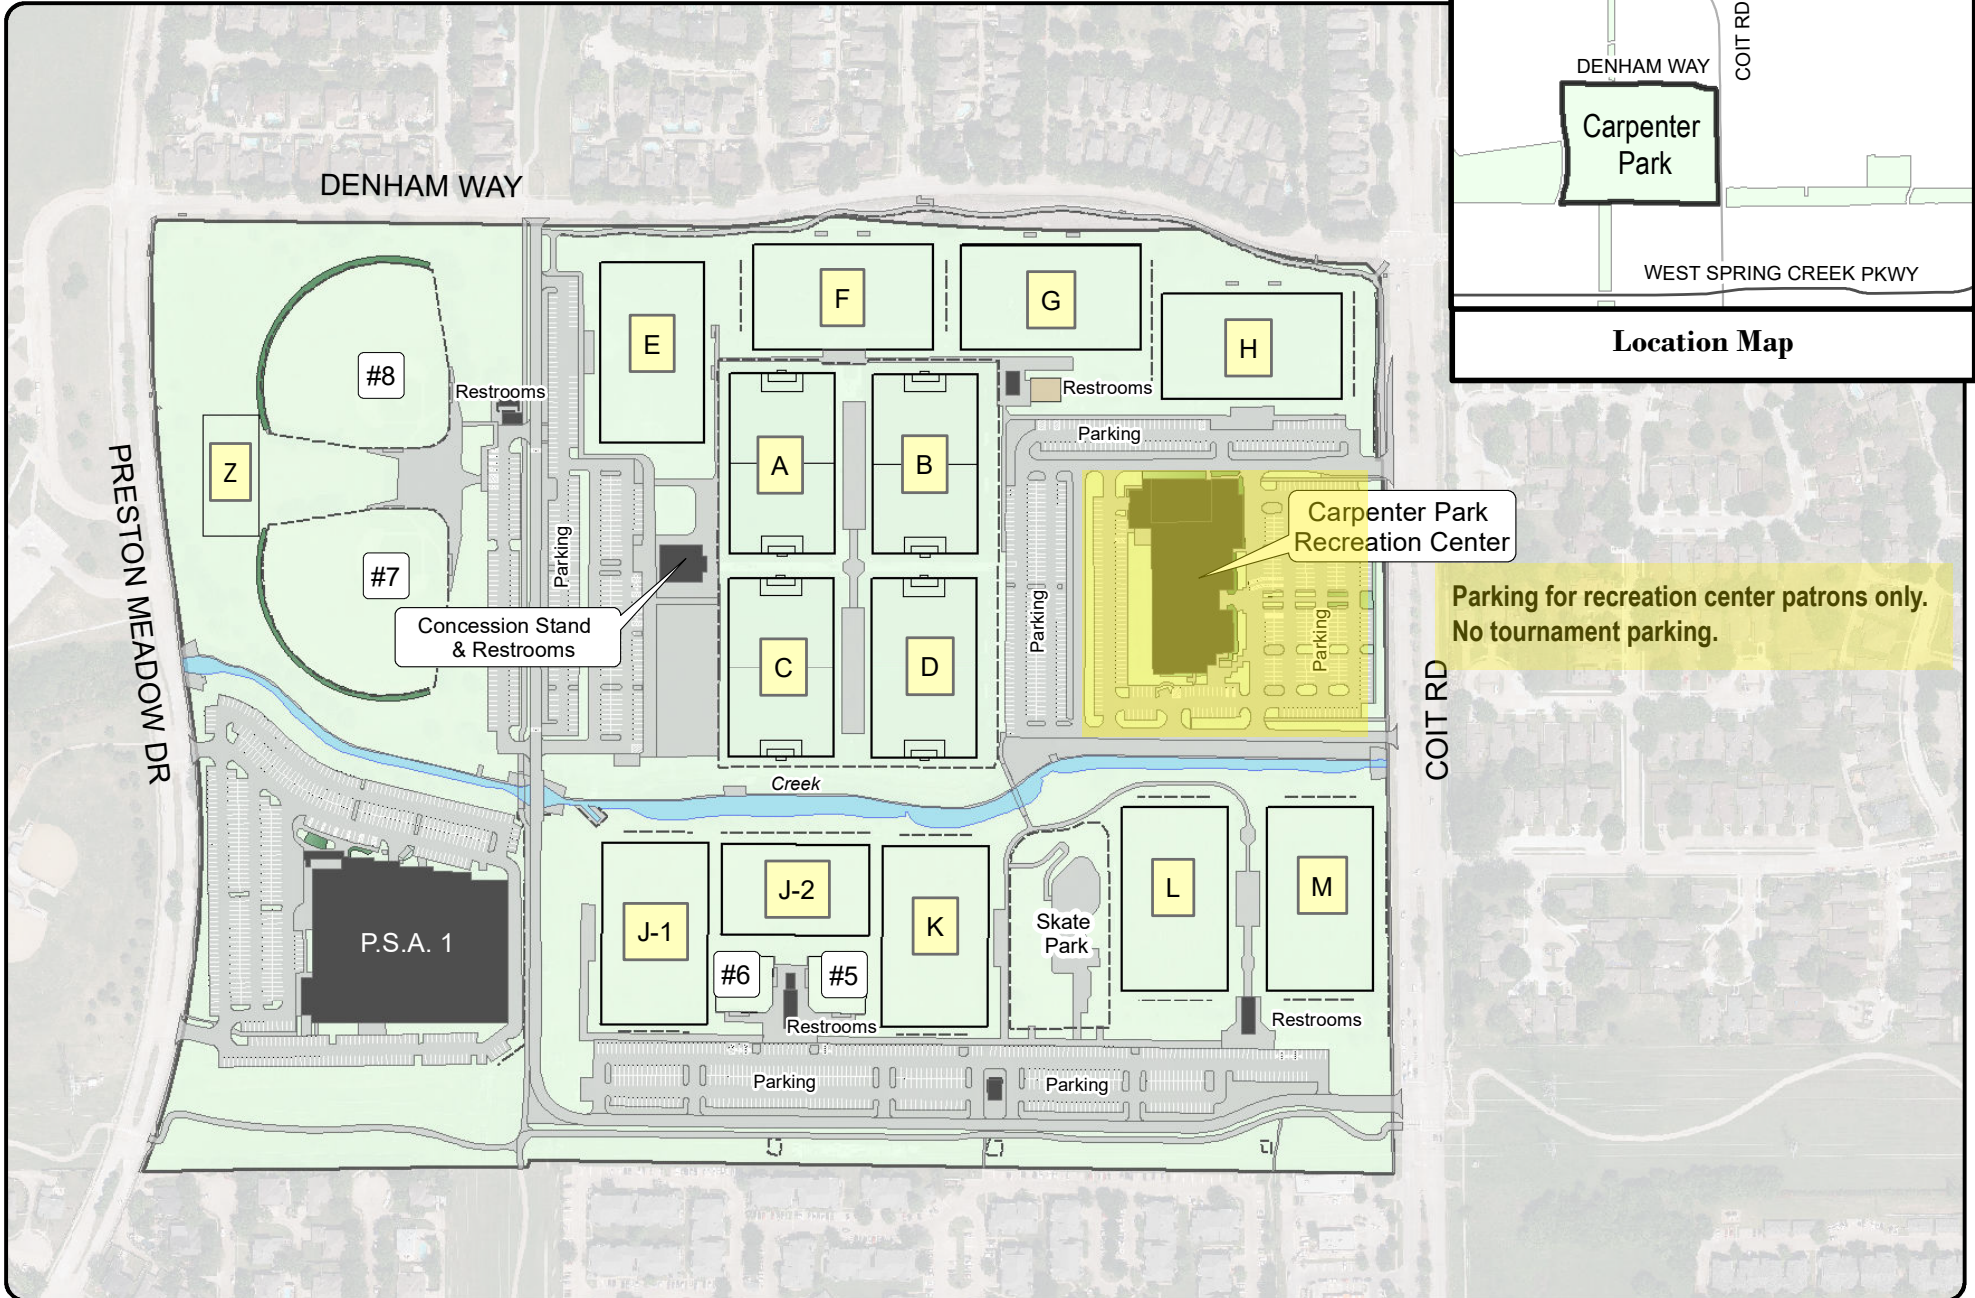 DENHAM WAY
COIT RD
Carpenter
Park
WEST SPRING CREEK PKWY
Location Map
DENHAM WAY
F
G
E
H
#8
Restrooms
Restrooms
Parking
A
B
Z
PRESTON MEADOW DR
Parking
Carpenter Park
Recreation Center
#7
Parking for recreation center patrons only.
No tournament parking.
Concession Stand
& Restrooms
Parking
Parking
C
D
COIT RD
Creek
L
M
J-2
J-1
K
Skate
Park
P.S.A. 1
#6
#5
Restrooms
Restrooms
Parking
Parking